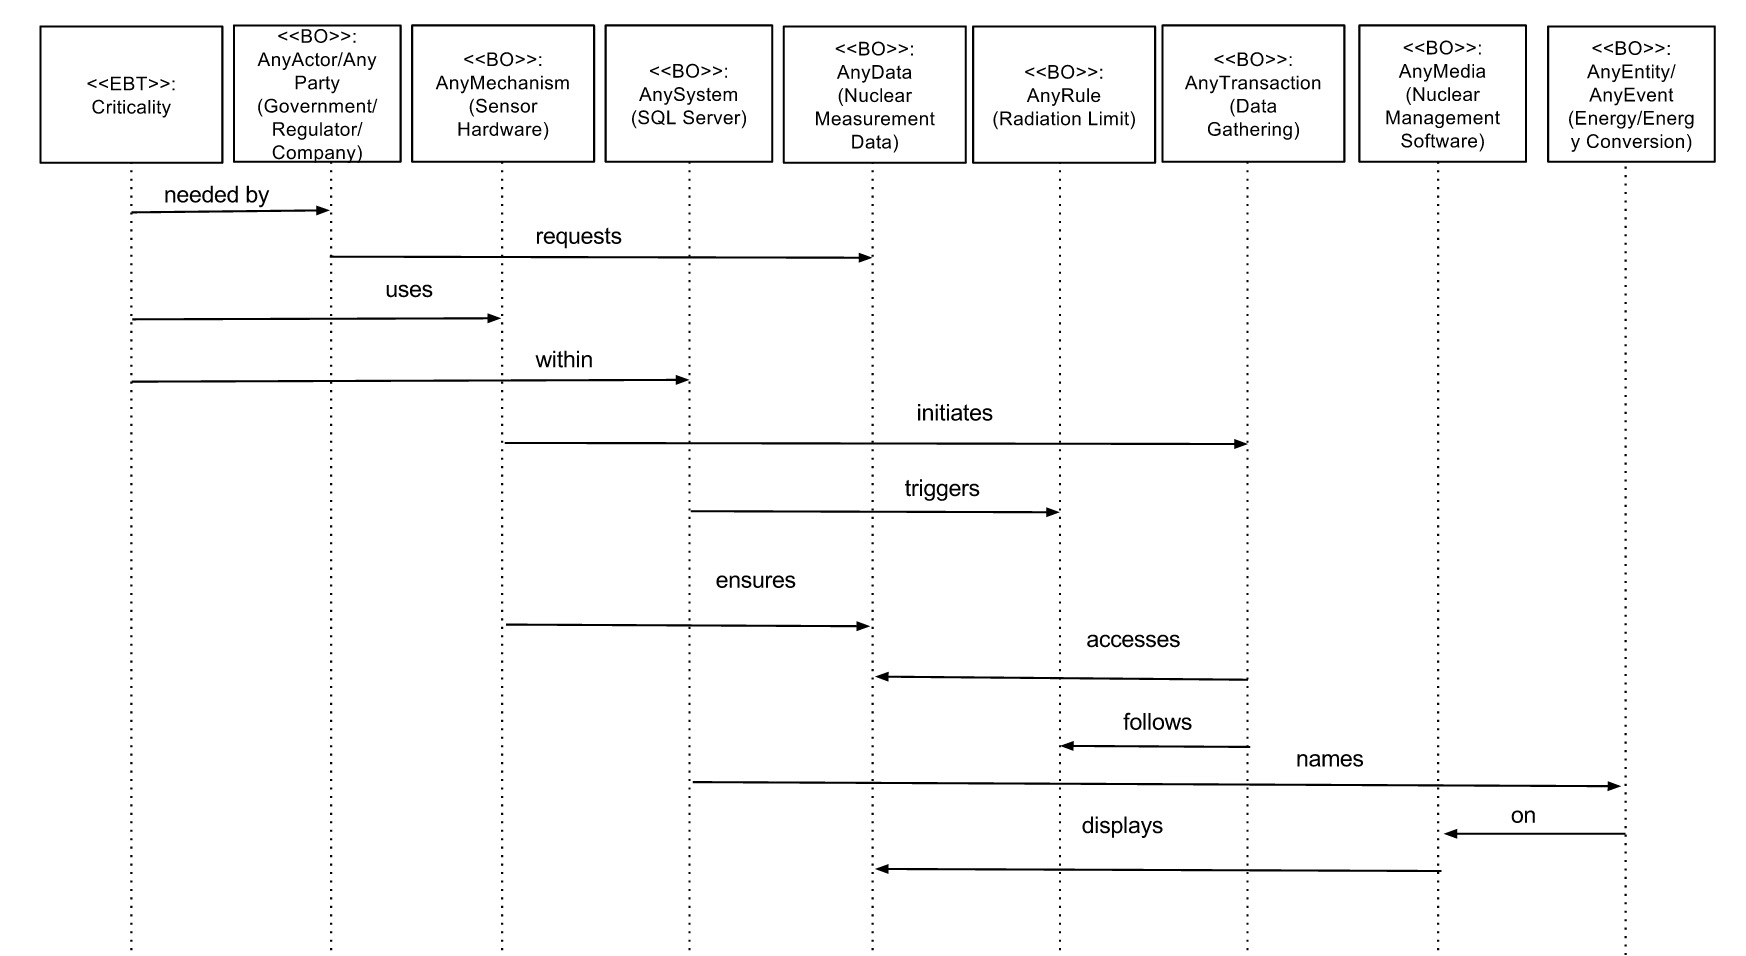 <<EBT>>:
Criticality
<<BO>>:
AnyActor/Any
Party
(Government/
Regulator/
Company)
<<BO>>:
AnyMechanism
(Sensor
Hardware)
<<BO>>:
AnySystem
(SQL Server)
<<BO>>:
AnyData
(Nuclear
Measurement
Data)
<<BO>>:
AnyRule
(Radiation Limit)
<<BO>>:
AnyTransaction
(Data
Gathering)
<<BO>>:
AnyMedia
(Nuclear
Management
Software)
<<BO>>:
AnyEntity/
AnyEvent
(Energy/Energ
y Conversion)
needed by
requests
uses
within
initiates
triggers
ensures
accesses
follows
names
on
displays